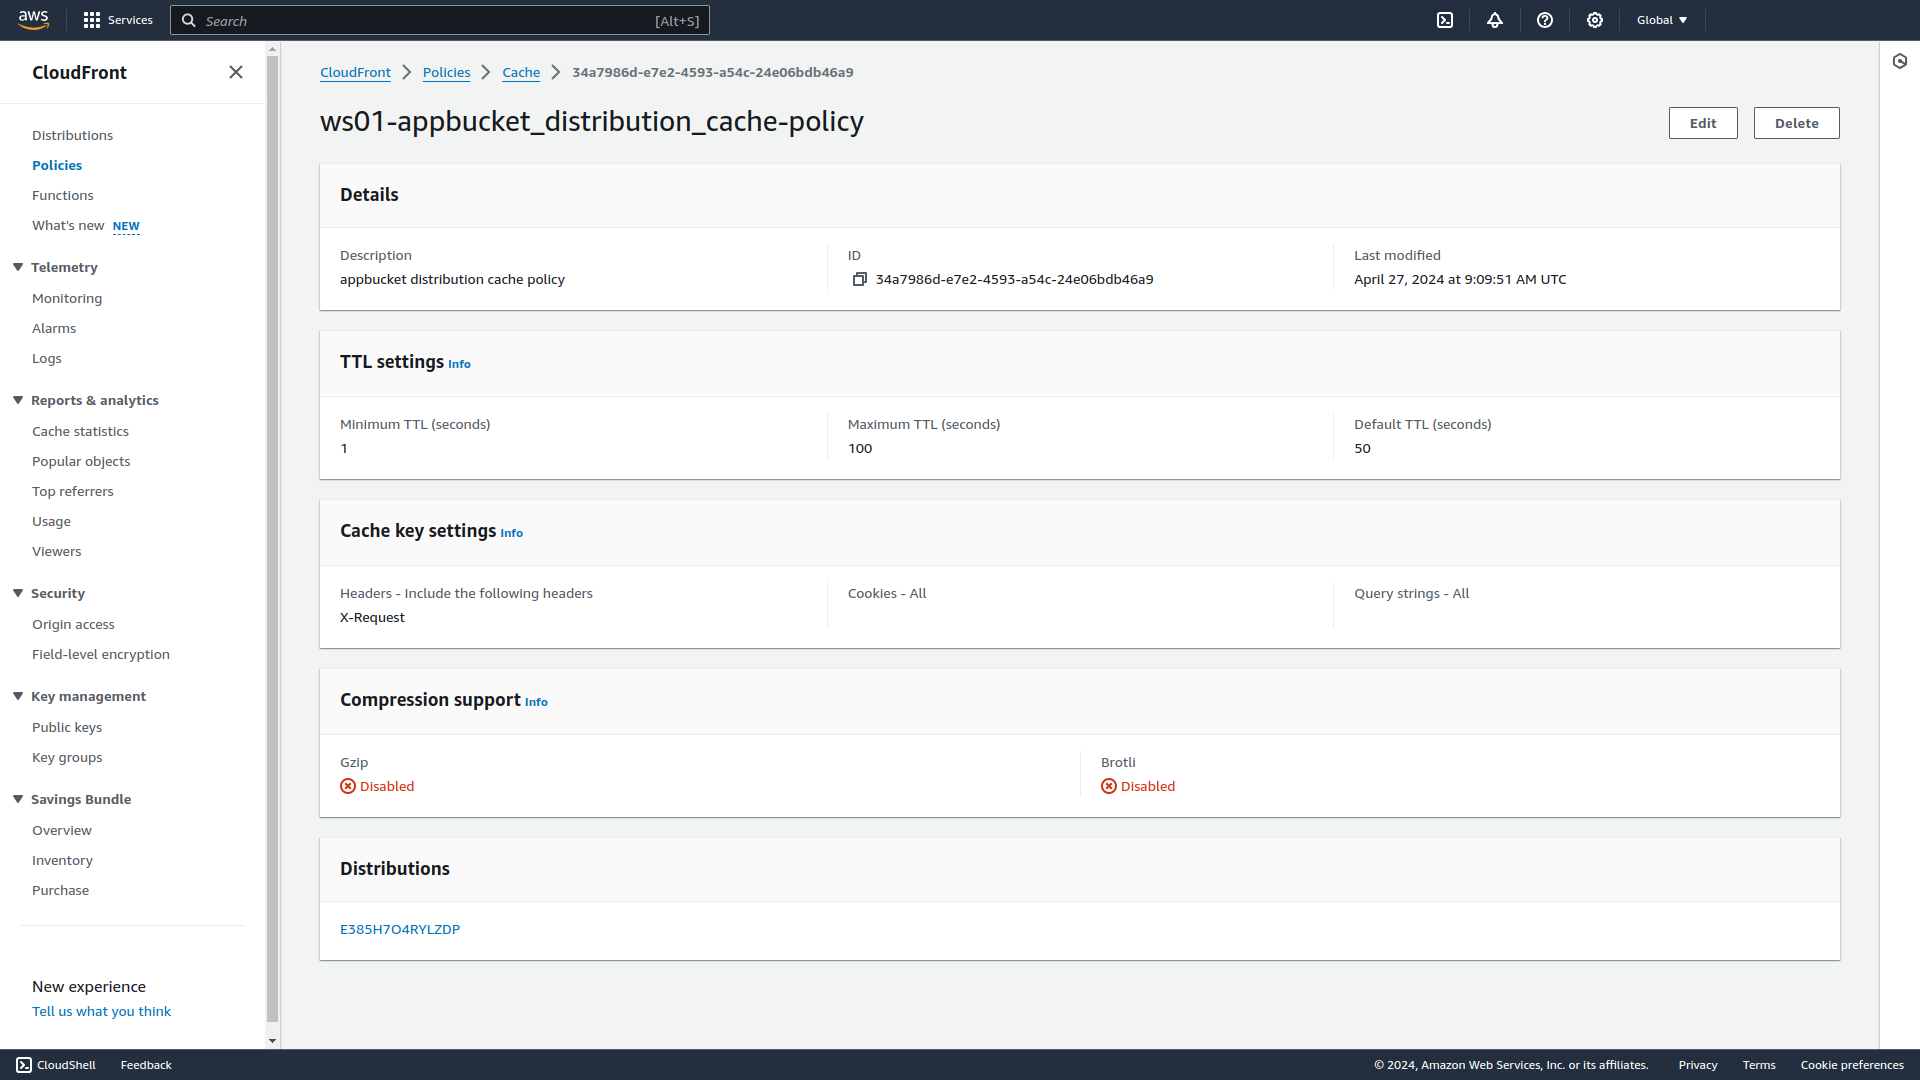 aws Services Search [Alt+S] Global
CloudFront
Distributions
Policies
Functions
What's new NEW
Telemetry
Monitoring
Alarms
Logs
Reports & analytics
Cache statistics
Popular objects
Top referrers
Usage
Viewers
Security
Origin access
Field-level encryption
Key management
Public keys
Key groups
Savings Bundle
Overview
Inventory
Purchase
New experience
Tell us what you think
CloudFront Policies Cache 34a7986d-e7e2-4593-a54c-24e06bdb46a9
ws01-appbucket_distribution_cache-policy Edit Delete
Details
Description ID Last modified
appbucket distribution cache policy 34a7986d-e7e2-4593-a54c-24e06bdb46a9 April 27, 2024 at 9:09:51 AM UTC
TTL settings Info
Minimum TTL (seconds) Maximum TTL (seconds) Default TTL (seconds)
1 100 50
Cache key settings Info
Headers - Include the following headers Cookies - All Query strings - All
X-Request
Compression support Info
Gzip Brotli
Disabled Disabled
Distributions
E385H7O4RYLZDP
CloudShell Feedback © 2024, Amazon Web Services, Inc. or its affiliates. Privacy Terms Cookie preferences